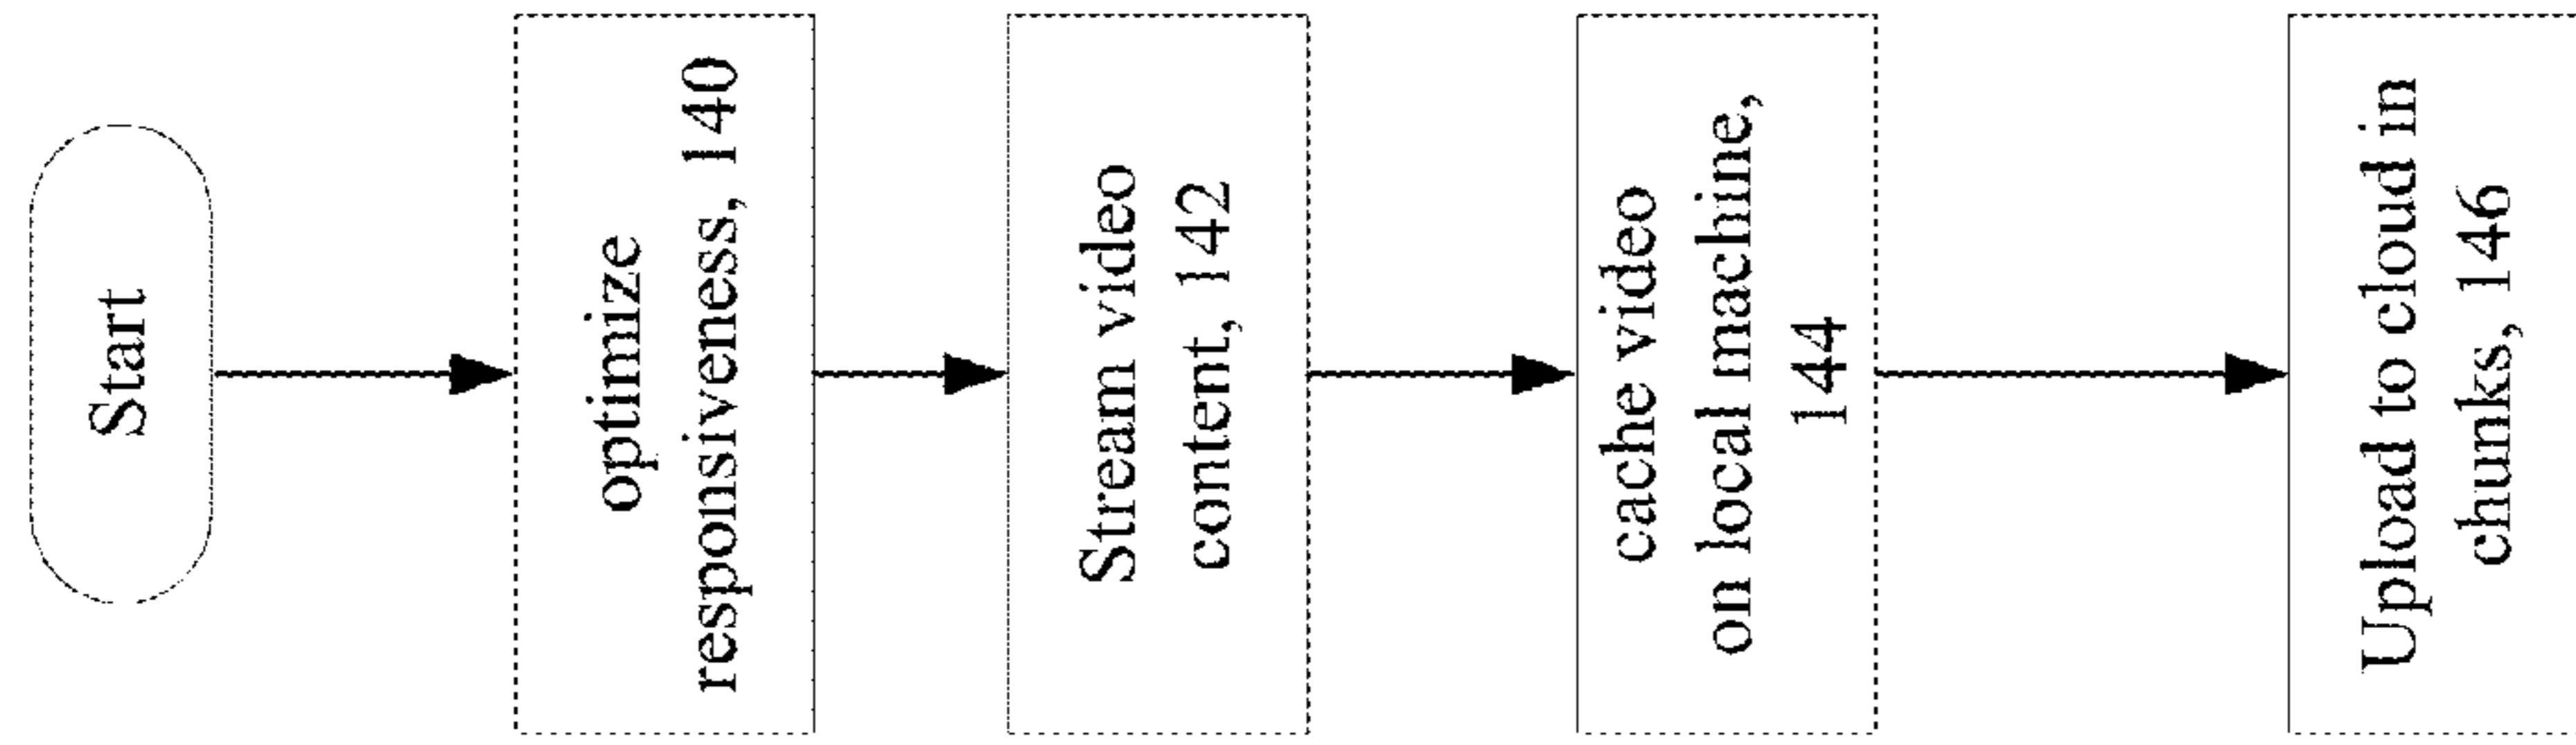 Start
optimize
responsiveness, 140
Stream video
content, 142
cache video
on local machine,
144
Upload to cloud in
chunks, 146